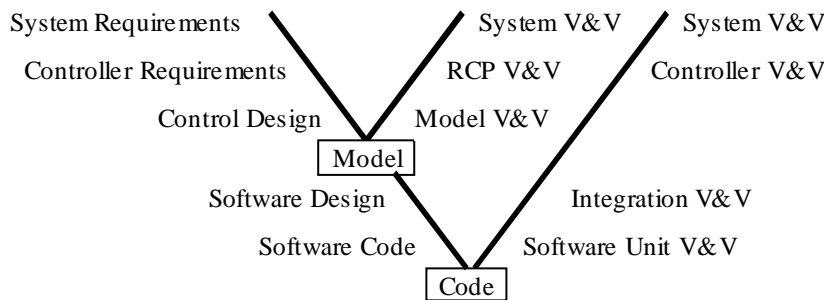 System Requirements System V&V System V&V
Controller Requirements RCP V&V Controller V&V
Control Design Model V&V
Model
Software Design Integration V&V
Software Code Software Unit V&V
Code